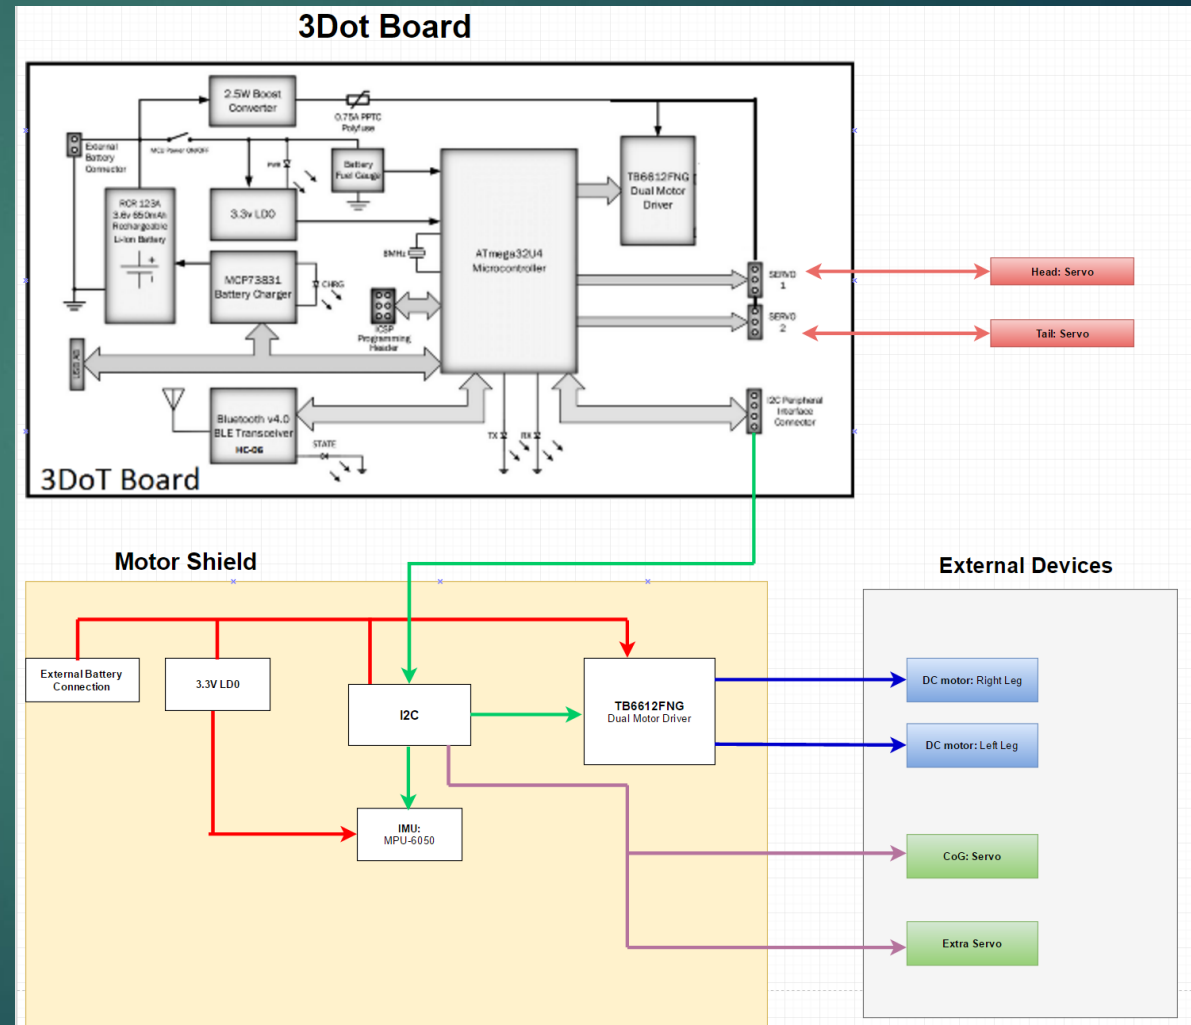 3Dot Board
2.5W Boost
Converter
0.75A PPTC
Polyfuse
External
Battery
Connector
MCU Power ON/OFF
PWR
Battery
Fuel Gauge
TB6612FNG
Dual Motor
Driver
RCR 123A
3.6v 650mAh
Rechargeable
Li-Ion Battery
3.3v LDO
8MHz
ATmega32U4
Microcontroller
SERVO
1
Head: Servo
MCP73831
Battery Charger
CHRG
ICSP
Programming
Header
SERVO
2
Tail: Servo
Bluetooth v4.0
BLE Transceiver
HC-06
STATE
TX
RX
I2C Peripheral
Interface
Connector
3DoT Board
Motor Shield
External Devices
External Battery
Connection
3.3V LD0
I2C
TB6612FNG
Dual Motor Driver
DC motor: Right Leg
DC motor: Left Leg
IMU:
MPU-6050
CoG: Servo
Extra Servo